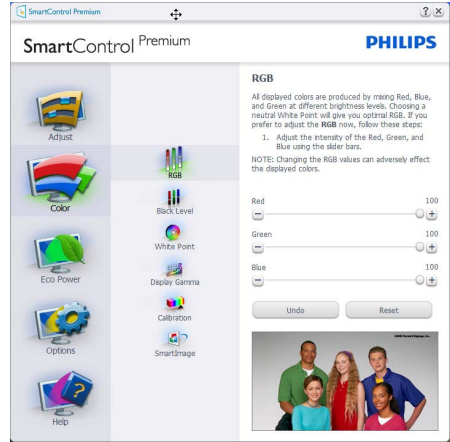 SmartControl Premium
SmartControl Premium
PHILIPS
Adjust
Color
Eco Power
Options
Help
RGB
Black Level
White Point
Display Gamma
Calibration
SmartImage
RGB
All displayed colors are produced by mixing Red, Blue,
and Green at different brightness levels. Choosing a
neutral White Point will give you optimal RGB. If you
prefer to adjust the RGB now, follow these steps:
1. Adjust the intensity of the Red, Green, and
Blue using the slider bars.
NOTE: Changing the RGB values can adversely effect
the displayed colors.
Red 100
Green 100
Blue 100
Undo Reset